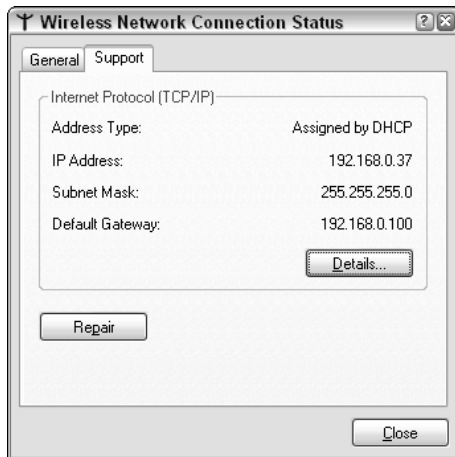 Wireless Network Connection Status
General Support
Internet Protocol (TCP/IP)
Address Type: Assigned by DHCP
IP Address: 192.168.0.37
Subnet Mask: 255.255.255.0
Default Gateway: 192.168.0.100
Details...
Repair
Close